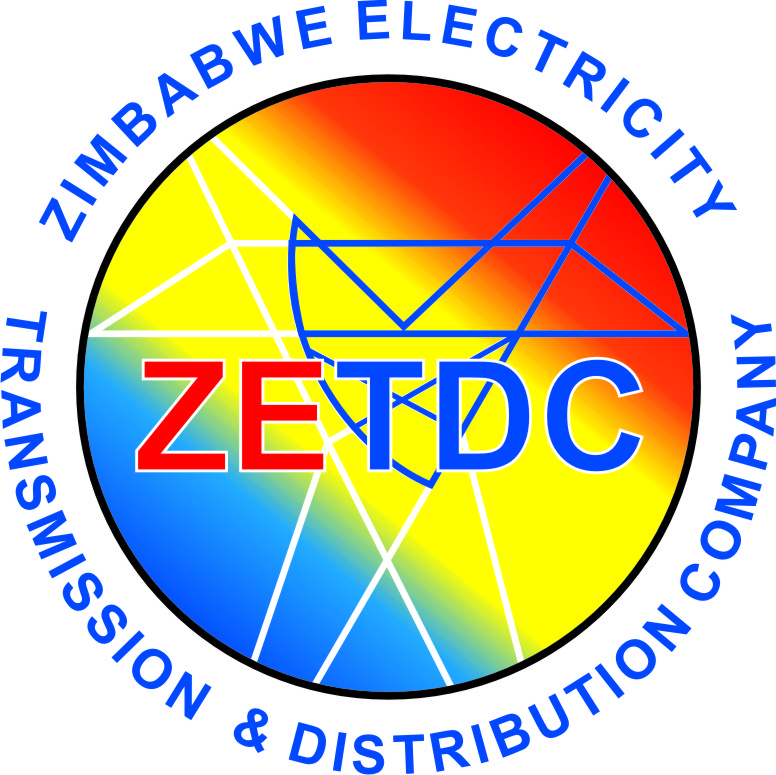 ZIMBABWE ELECTRICITY
ZETDC
TRANSMISSION & DISTRIBUTION COMPANY